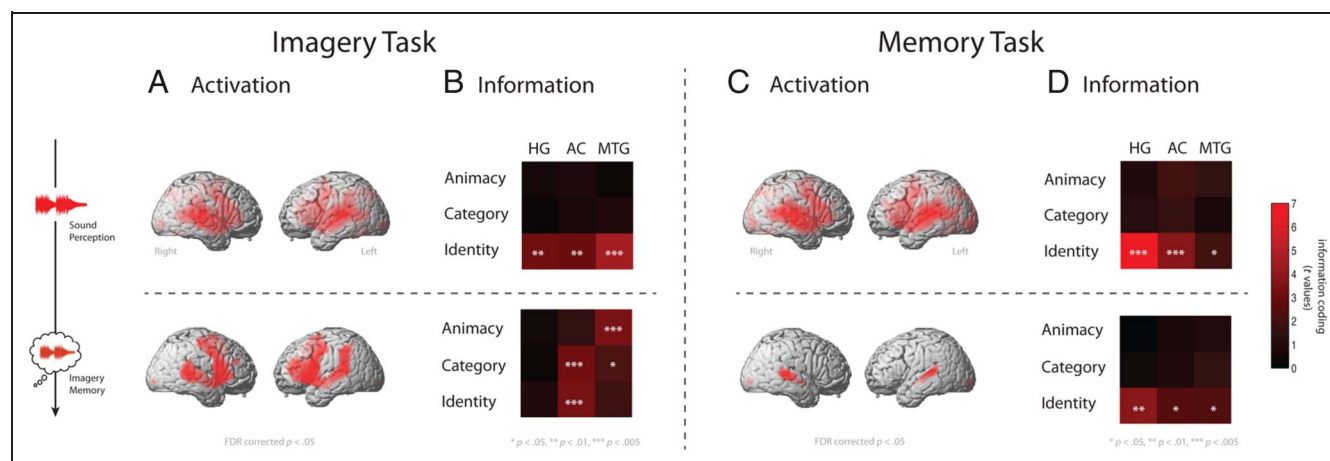 Imagery Task
Memory Task
A Activation
B Information
C Activation
D Information
Sound
Perception
Right
Left
HG AC MTG
Animacy
Category
Identity
** ** ***
Right
Left
HG AC MTG
Animacy
Category
Identity
*** *** *
Imagery
Memory
FDR corrected p < .05
Animacy ***
Category *** *
Identity ***
* p < .05, ** p < .01, *** p < .005
FDR corrected p < .05
Animacy
Category
Identity
** * *
* p < .05, ** p < .01, *** p < .005
7
6
5
4
3
2
1
0
information coding
(t values)